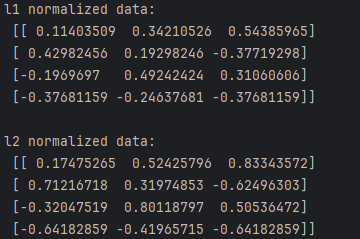 l1 normalized data:
[[ 0.11403509  0.34210526  0.54385965]
[ 0.42982456  0.19298246 -0.37719298]
[-0.1969697   0.49242424  0.31060606]
[-0.37681159 -0.24637681 -0.37681159]]
l2 normalized data:
[[ 0.17475265  0.52425796  0.83343572]
[ 0.71216718  0.31974853 -0.62496303]
[-0.32047519  0.80118797  0.50536472]
[-0.64182859 -0.41965715 -0.64182859]]